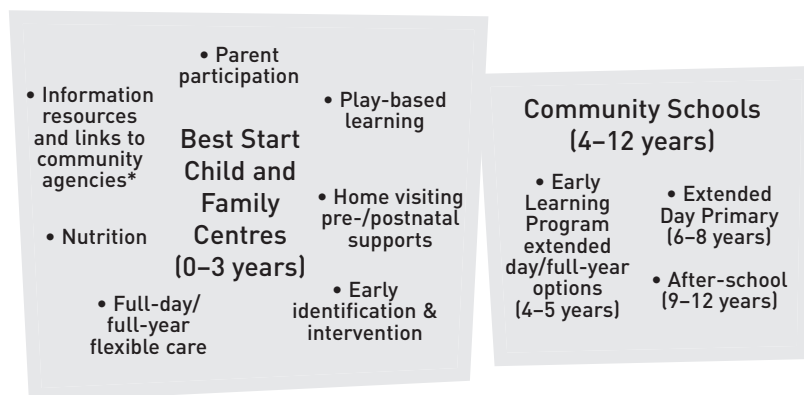 • Parent
participation
• Information
resources
and links to
community
agencies*
• Play-based
learning
Best Start
Child and
Family
Centres
(0–3 years)
• Home visiting
pre-/postnatal
supports
• Nutrition
• Early
identification &
intervention
• Full-day/
full-year
flexible care
Community Schools
(4–12 years)
• Early
Learning
Program
extended
day/full-year
options
(4–5 years)
• Extended
Day Primary
(6–8 years)
• After-school
(9–12 years)